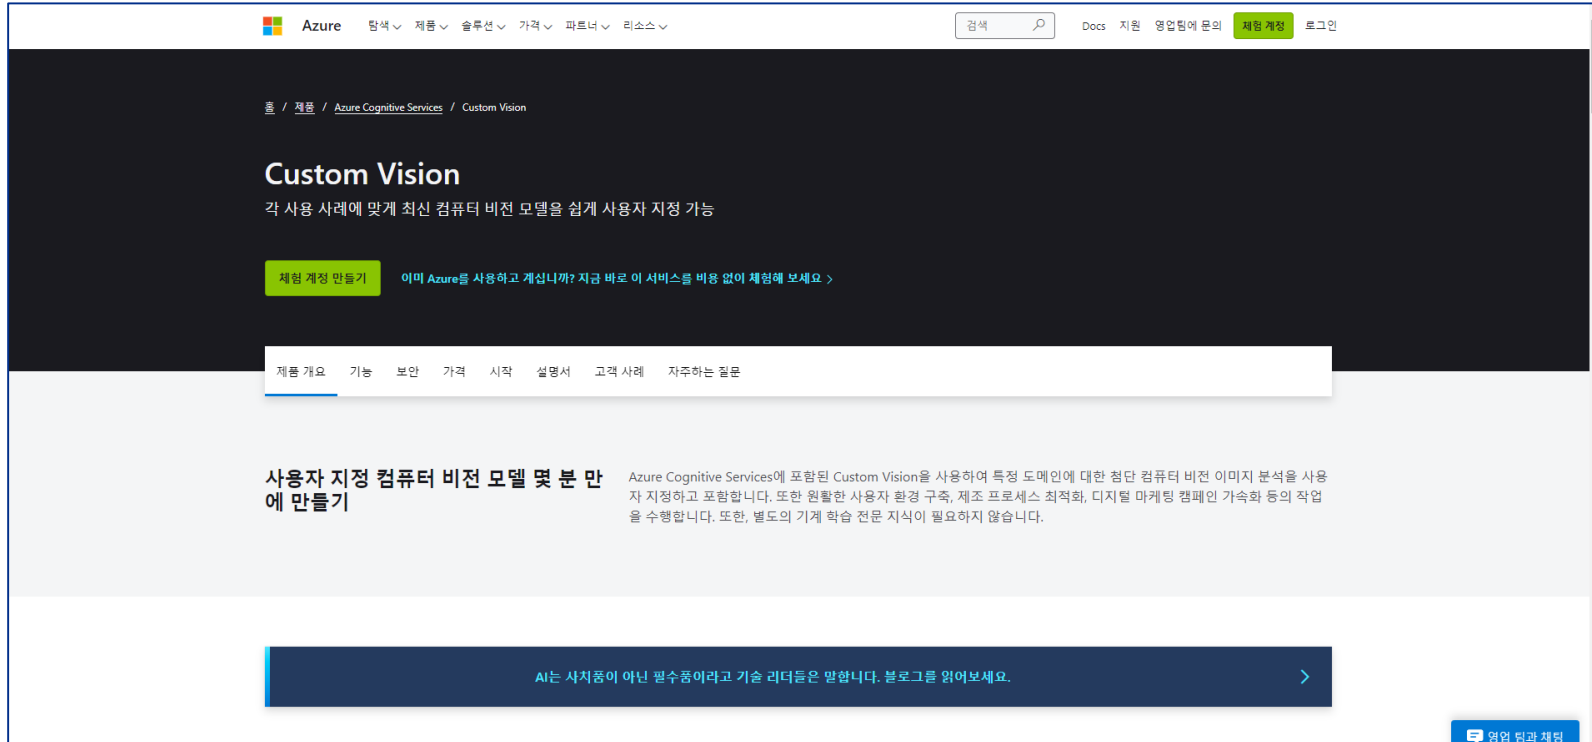 Azure 탐색 제품 솔루션 가격 파트너 리소스 검색 Docs 지원 영업팀에 문의 체험 계정 로그인
홈 / 제품 / Azure Cognitive Services / Custom Vision
Custom Vision
각 사용 사례에 맞게 최신 컴퓨터 비전 모델을 쉽게 사용자 지정 가능
체험 계정 만들기 이미 Azure를 사용하고 계십니까? 지금 바로 이 서비스를 비용 없이 체험해 보세요
제품 개요 기능 보안 가격 시작 설명서 고객 사례 자주하는 질문
사용자 지정 컴퓨터 비전 모델 몇 분 만
에 만들기
Azure Cognitive Services에 포함된 Custom Vision을 사용하여 특정 도메인에 대한 첨단 컴퓨터 비전 이미지 분석을 사용
자 지정하고 포함합니다. 또한 원활한 사용자 환경 구축, 제조 프로세스 최적화, 디지털 마케팅 캠페인 가속화 등의 작업
을 수행합니다. 또한, 별도의 기계 학습 전문 지식이 필요하지 않습니다.
AI는 사치품이 아닌 필수품이라고 기술 리더들은 말합니다. 블로그를 읽어보세요.
영업 팀과 채팅